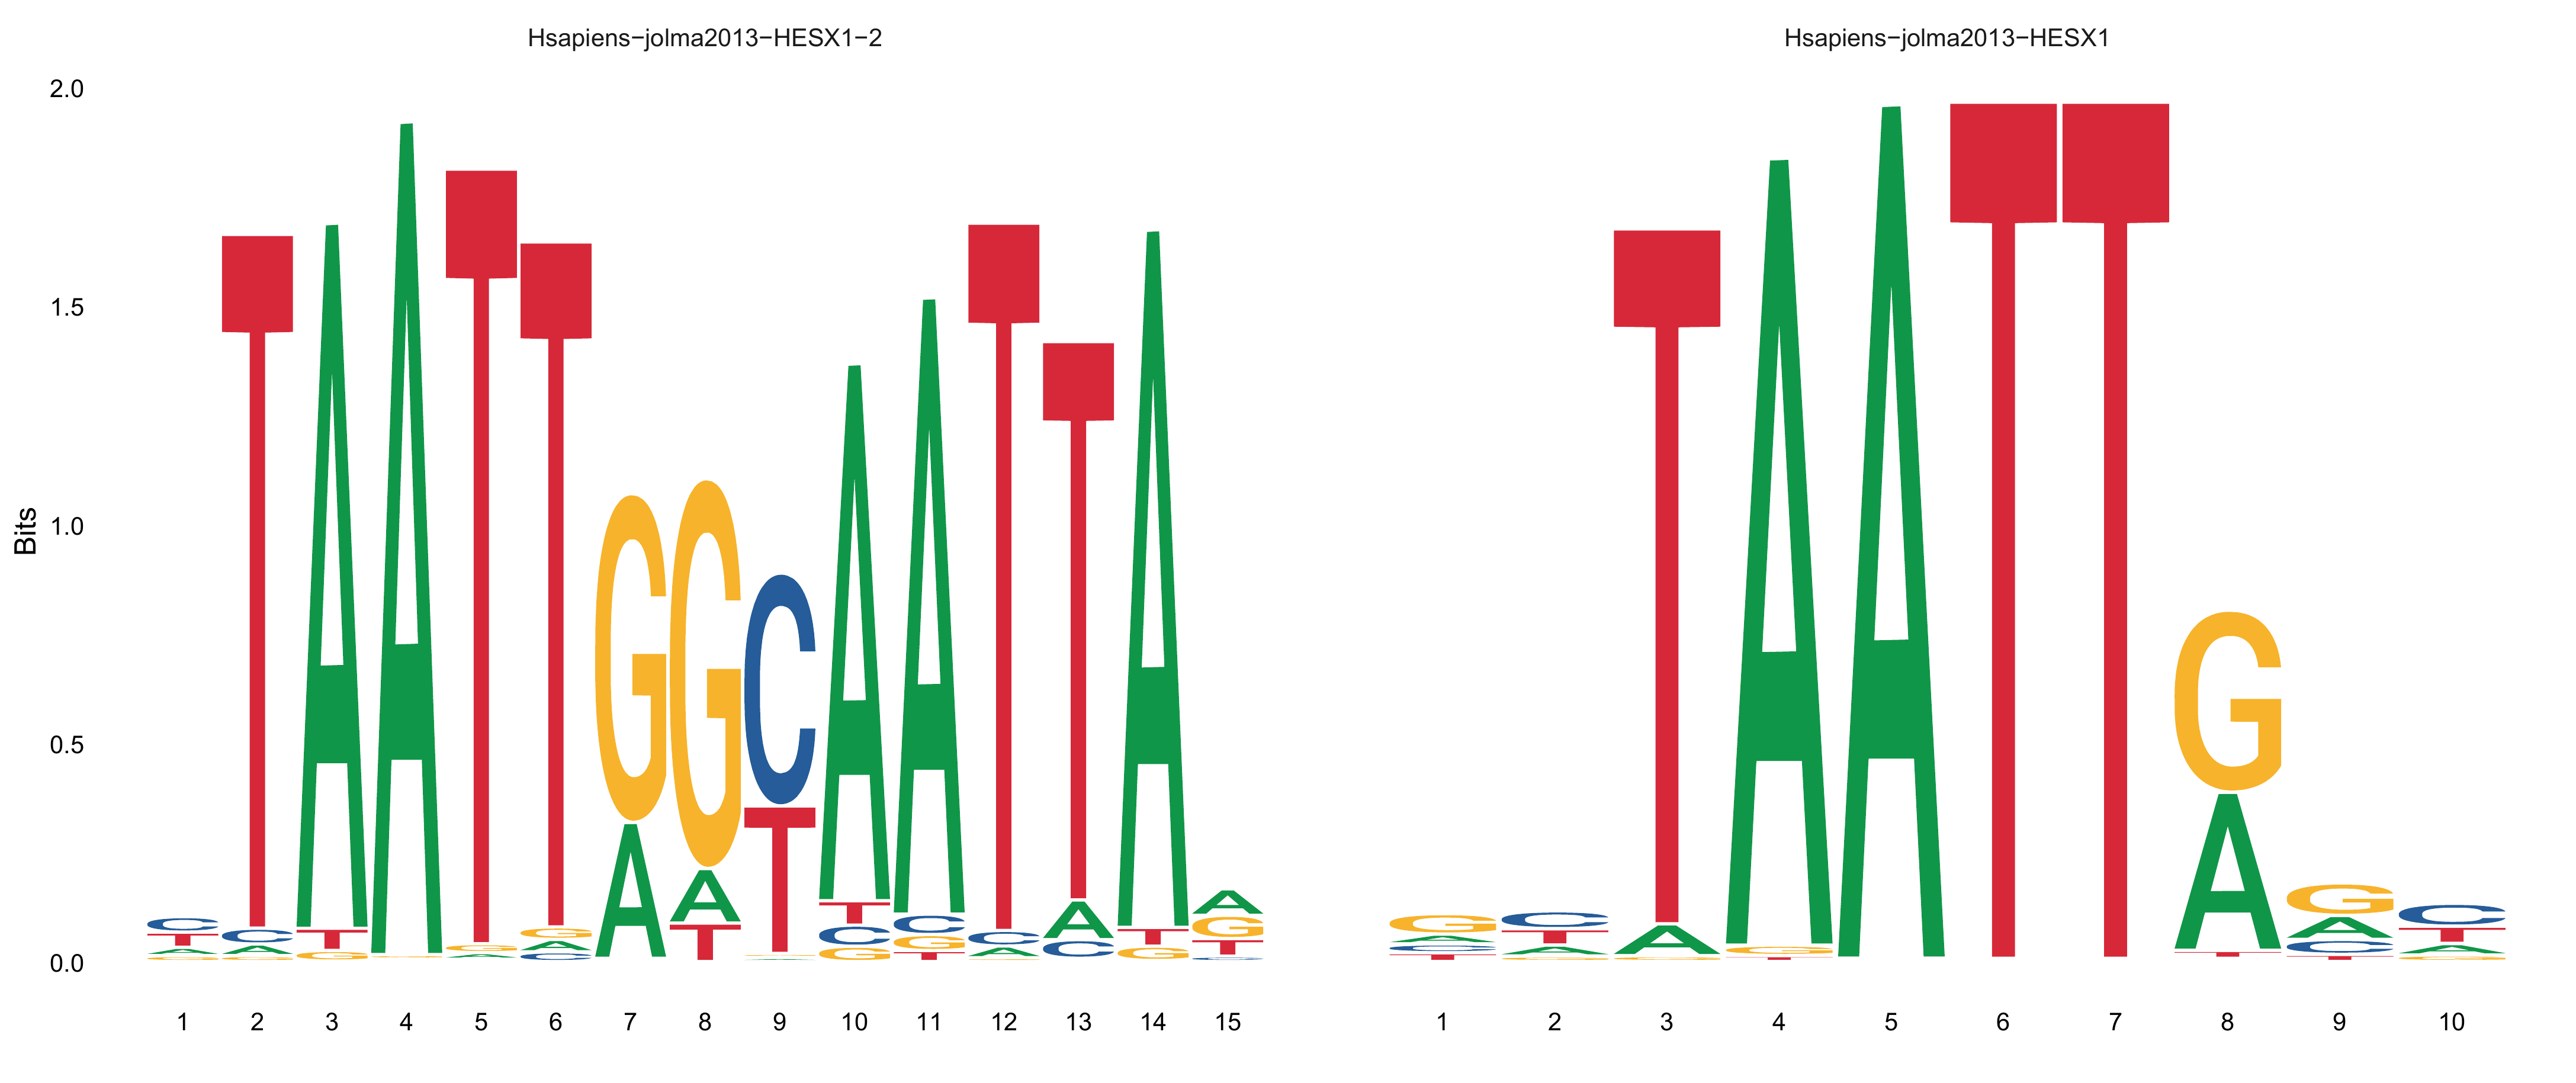 Hsapiens−jolma2013−HESX1−2
Hsapiens−jolma2013−HESX1
2.0
1.5
1.0
0.5
0.0
Bits
C T A A T T G G C A A T T A A
T C T T G G A A T T C C A T G
A A G G A A T C G C A G T
G G C G T C
1 2 3 4 5 6 7 8 9 10 11 12 13 14 15
G C T A A T T G G C
A T A G A A T
C A G T T C A
T G T G
1 2 3 4 5 6 7 8 9 10